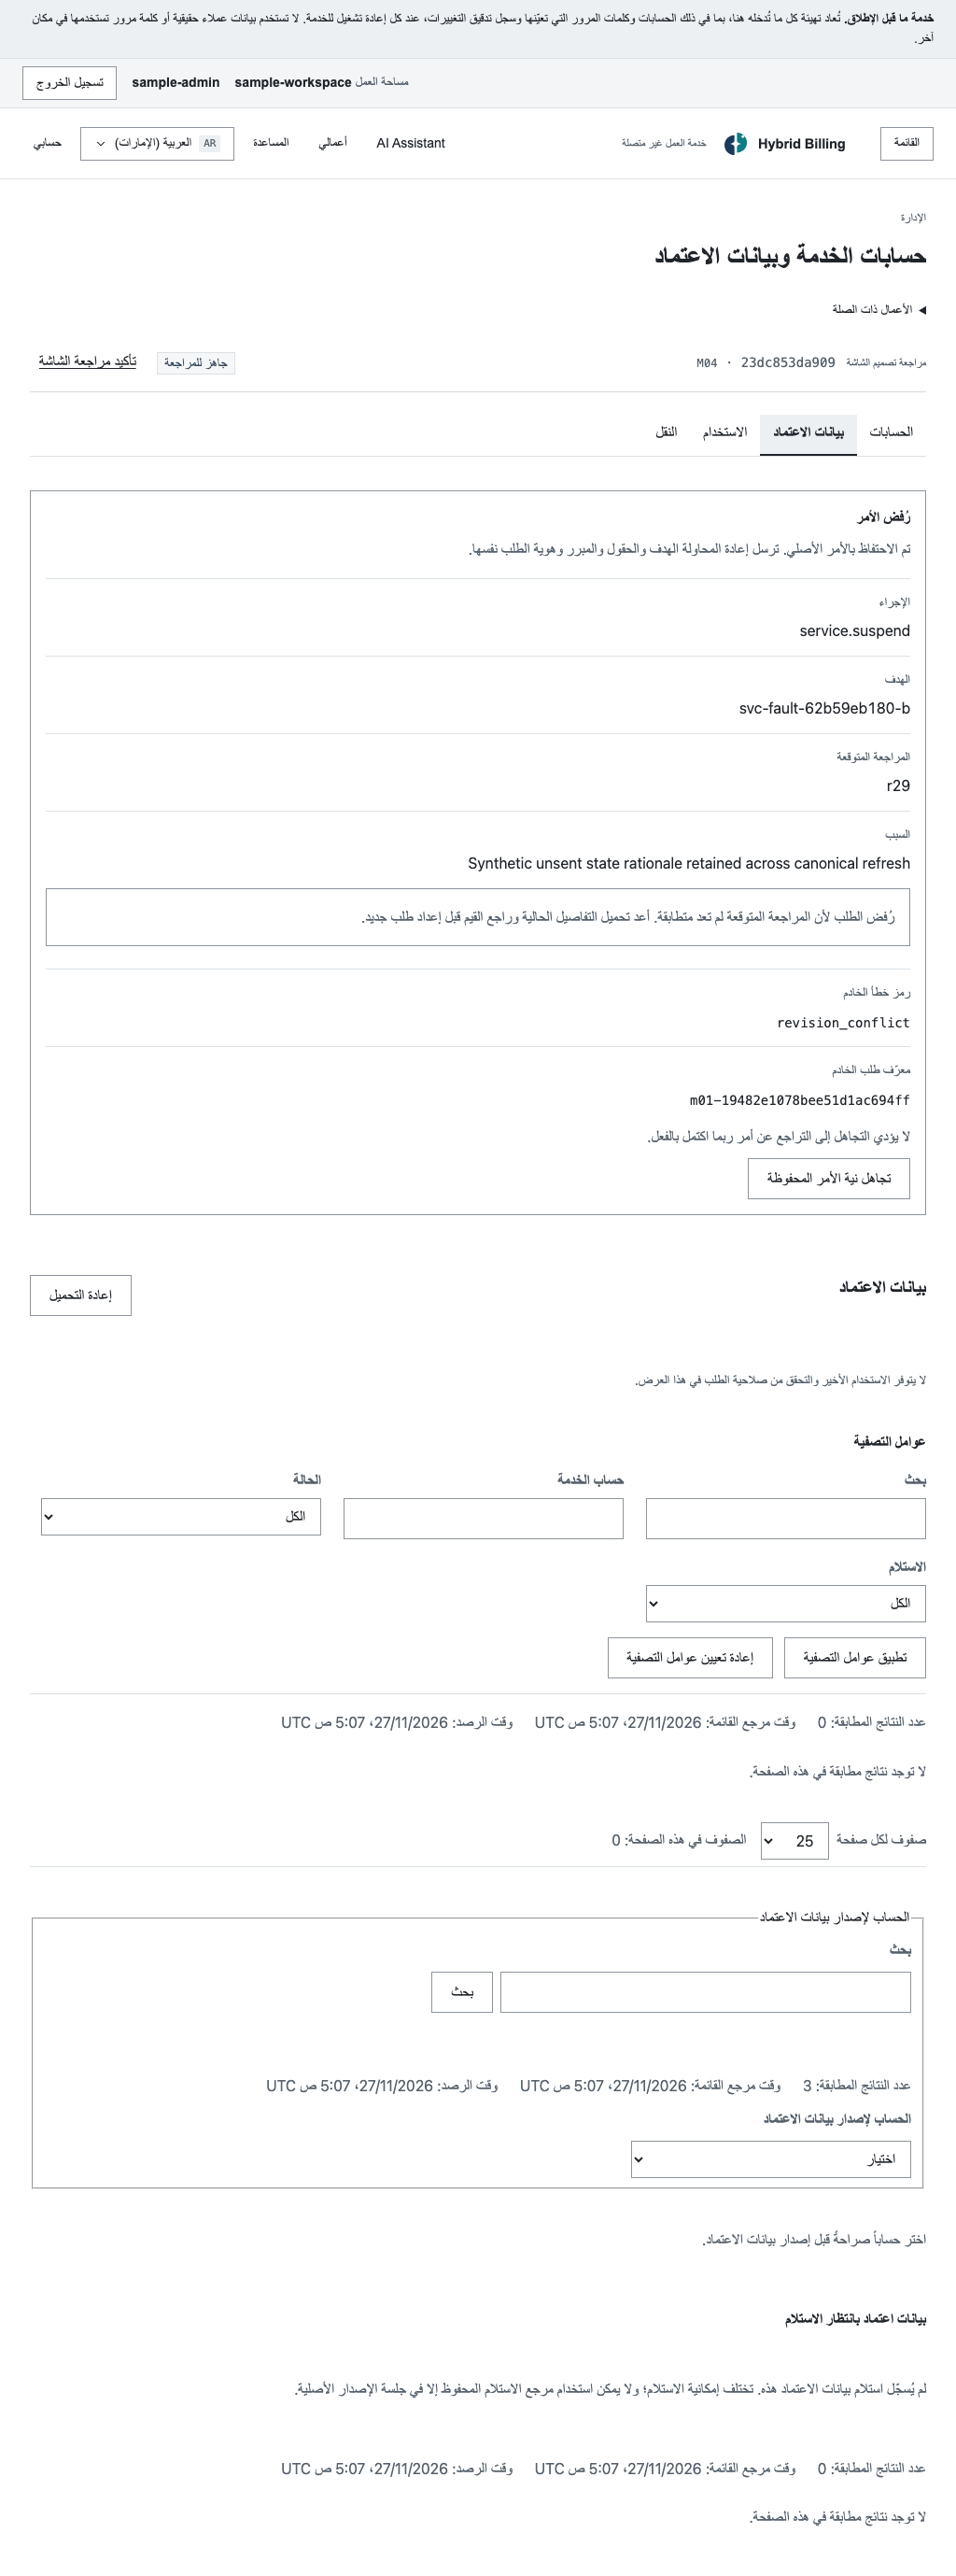 خدمة ما قبل الإطلاق. تُعاد تهيئة كل ما تُدخله هنا، بما في ذلك الحسابات وكلمات المرور التي تعيّنها وسجل تدقيق التغييرات، عند كل إعادة تشغيل للخدمة. لا تستخدم بيانات عملاء حقيقية أو كلمة مرور تستخدمها في مكان
آخر.
مساحة العمل sample-workspace sample-admin تسجيل الخروج
القائمة Hybrid Billing خدمة العمل غير متصلة AI Assistant أعمالي المساعدة AR العربية (الإمارات) حسابي
الإدارة
حسابات الخدمة وبيانات الاعتماد
الأعمال ذات الصلة
مراجعة تصميم الشاشة M04 · 23dc853da909 جاهز للمراجعة تأكيد مراجعة الشاشة
الحسابات بيانات الاعتماد الاستخدام النقل
رُفض الأمر
تم الاحتفاظ بالأمر الأصلي. ترسل إعادة المحاولة الهدف والحقول والمبرر وهوية الطلب نفسها.
الإجراء
service.suspend
الهدف
svc-fault-62b59eb180-b
المراجعة المتوقعة
r29
السبب
Synthetic unsent state rationale retained across canonical refresh
رُفض الطلب لأن المراجعة المتوقعة لم تعد متطابقة. أعد تحميل التفاصيل الحالية وراجع القيم قبل إعداد طلب جديد.
رمز خطأ الخادم
revision_conflict
معرّف طلب الخادم
m01-19482e1078bee51d1ac694ff
لا يؤدي التجاهل إلى التراجع عن أمر ربما اكتمل بالفعل.
تجاهل نية الأمر المحفوظة
بيانات الاعتماد إعادة التحميل
لا يتوفر الاستخدام الأخير والتحقق من صلاحية الطلب في هذا العرض.
عوامل التصفية
بحث حساب الخدمة الحالة
الكل
الاستلام
الكل
تطبيق عوامل التصفية إعادة تعيين عوامل التصفية
عدد النتائج المطابقة: 0 وقت مرجع القائمة: 27/11/2026، 5:07 ص UTC وقت الرصد: 27/11/2026، 5:07 ص UTC
لا توجد نتائج مطابقة في هذه الصفحة.
صفوف لكل صفحة 25 الصفوف في هذه الصفحة: 0
الحساب لإصدار بيانات الاعتماد
بحث
بحث
عدد النتائج المطابقة: 3 وقت مرجع القائمة: 27/11/2026، 5:07 ص UTC وقت الرصد: 27/11/2026، 5:07 ص UTC
الحساب لإصدار بيانات الاعتماد
اختيار
اختر حساباً صراحةً قبل إصدار بيانات الاعتماد.
بيانات اعتماد بانتظار الاستلام
لم يُسجّل استلام بيانات الاعتماد هذه. تختلف إمكانية الاستلام؛ ولا يمكن استخدام مرجع الاستلام المحفوظ إلا في جلسة الإصدار الأصلية.
عدد النتائج المطابقة: 0 وقت مرجع القائمة: 27/11/2026، 5:07 ص UTC وقت الرصد: 27/11/2026، 5:07 ص UTC
لا توجد نتائج مطابقة في هذه الصفحة.